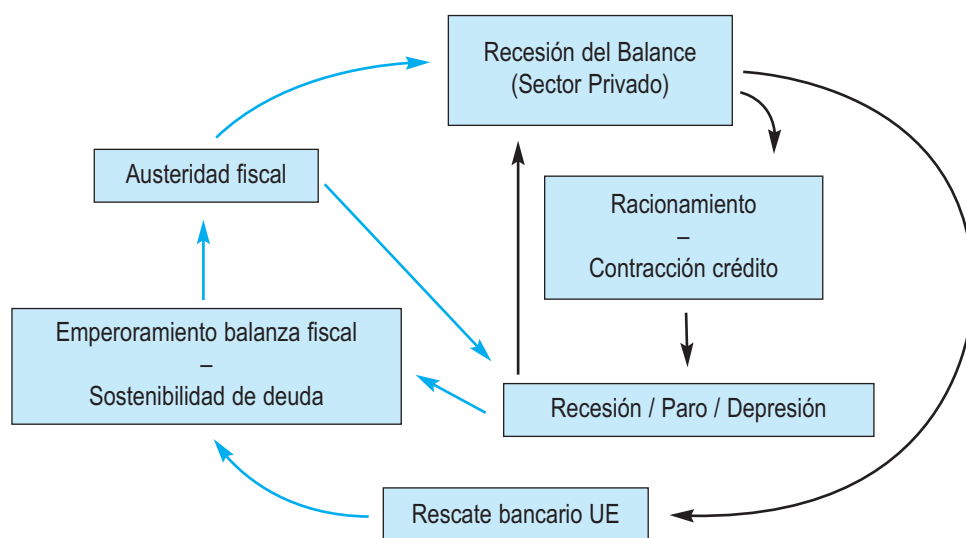 Recesión del Balance
(Sector Privado)
Austeridad fiscal
Racionamiento
–
Contracción crédito
Emperoramiento balanza fiscal
–
Sostenibilidad de deuda
Recesión / Paro / Depresión
Rescate bancario UE